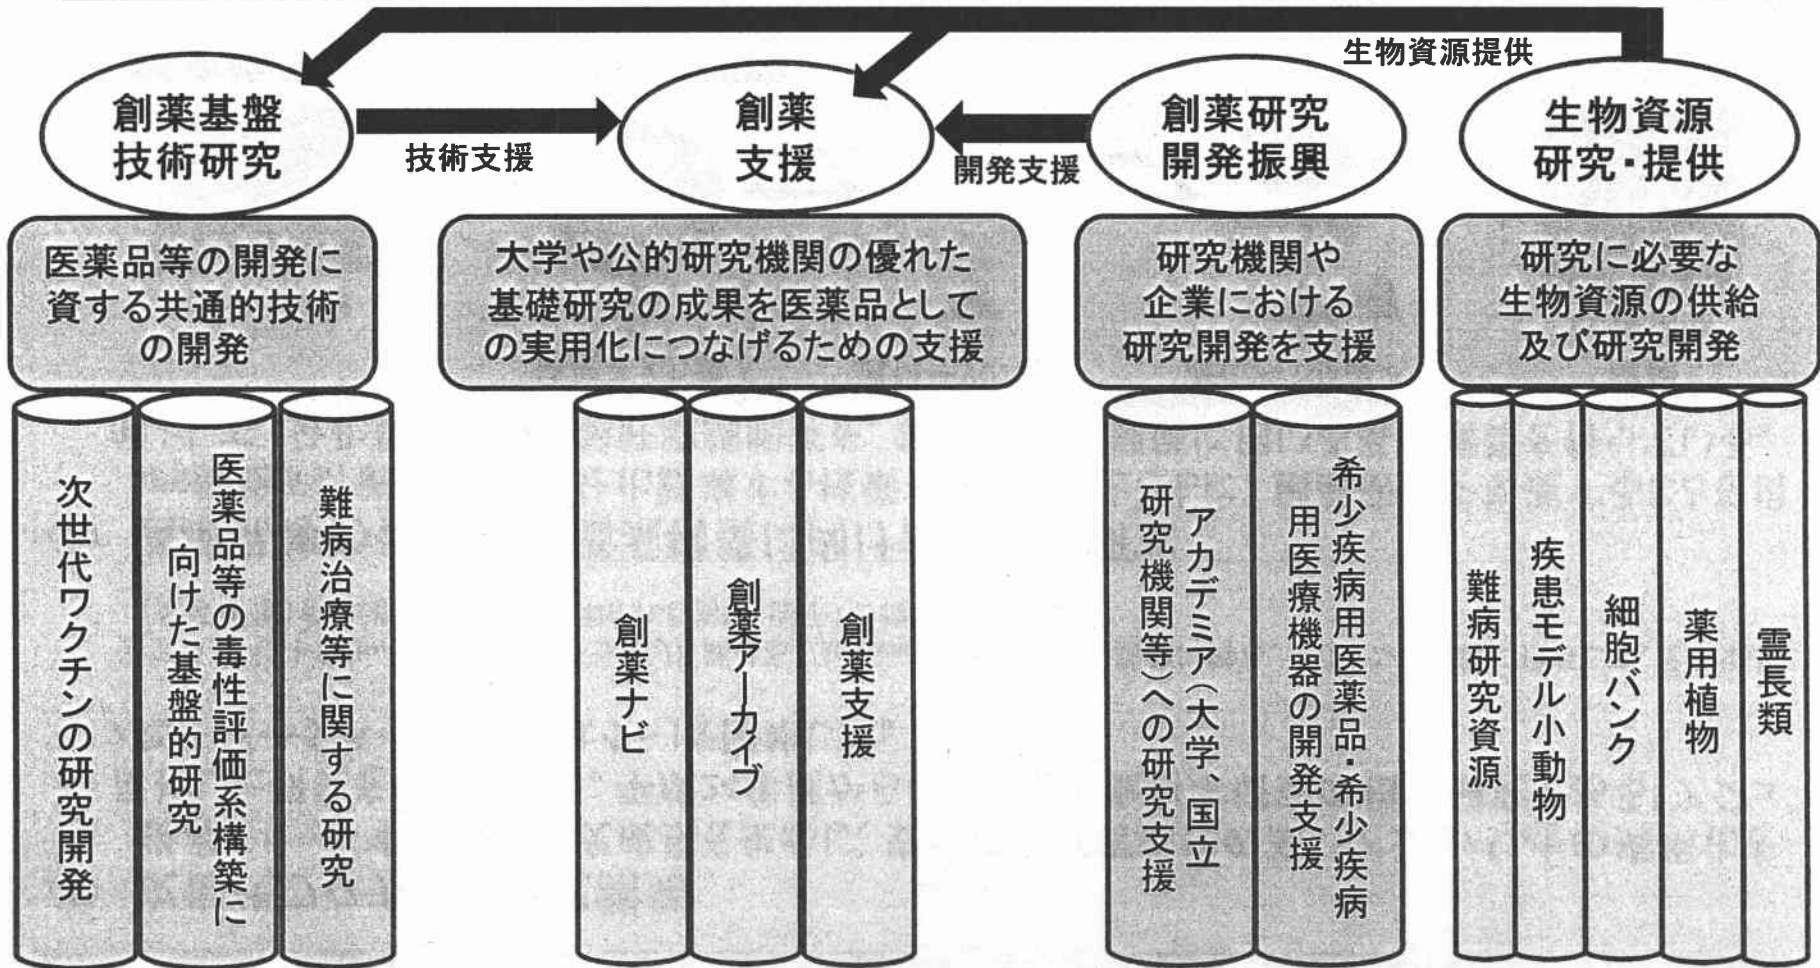 生物資源提供
創薬基盤
技術研究
技術支援
創薬
支援
開発支援
創薬研究
開発振興
生物資源
研究・提供
医薬品等の開発に
資する共通的技術
の開発
大学や公的研究機関の優れた
基礎研究の成果を医薬品として
の実用化につなげるための支援
研究機関や
企業における
研究開発を支援
研究に必要な
生物資源の供給
及び研究開発
次世代ワクチンの研究開発
医薬品等の毒性評価系構築に
向けた基盤的研究
難病治療等に関する研究
創薬ナビ
創薬アーカイブ
創薬支援
アカデミア(大学、国立
研究機関等)への研究支援
希少疾病用医薬品・希少疾病
用医療機器の開発支援
難病研究資源
疾患モデル小動物
細胞バンク
薬用植物
霊長類